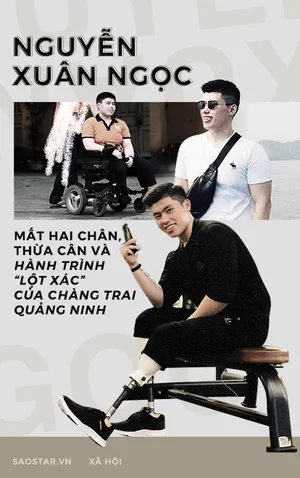 NGUYỄN
XUÂN NGỌC
MẤT HAI CHÂN,
THỪA CÂN VÀ
HÀNH TRÌNH
"LỘT XÁC"
CỦA CHÀNG TRAI
QUẢNG NINH
SAOSTAR.VN XÃ HỘI